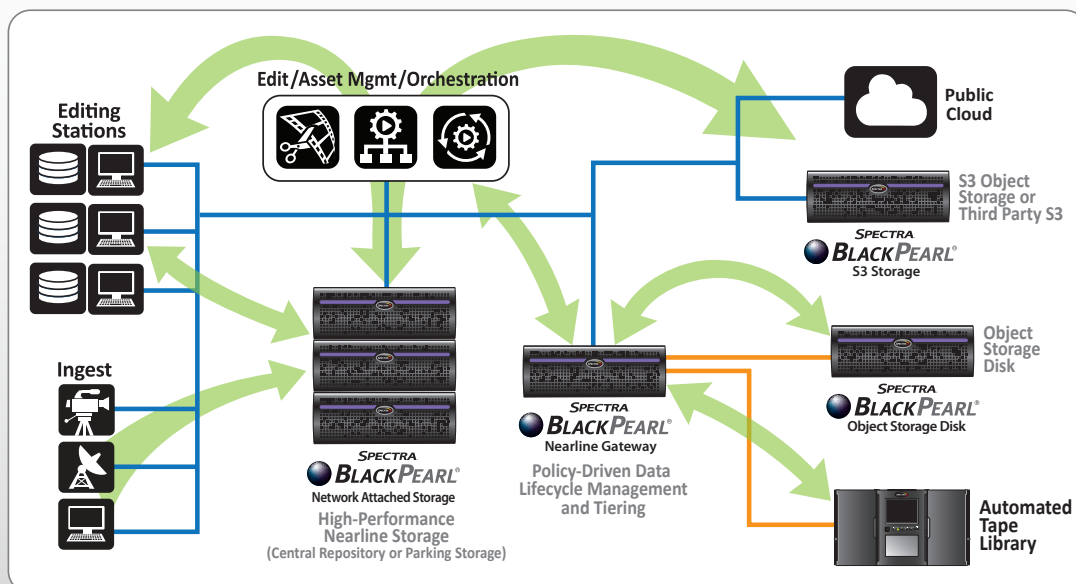 Edit/Asset Mgmt/Orchestration
Editing
Stations
Public
Cloud
S3 Object
Storage or
Third Party S3
SPECTRA
BLACKPEARL®
S3 Storage
Ingest
SPECTRA
BLACKPEARL®
Network Attached Storage
High-Performance
Nearline Storage
(Central Repository or Parking Storage)
SPECTRA
BLACKPEARL®
Nearline Gateway
Policy-Driven Data
Lifecycle Management
and Tiering
Object
Storage
Disk
SPECTRA
BLACKPEARL®
Object Storage Disk
Automated
Tape
Library